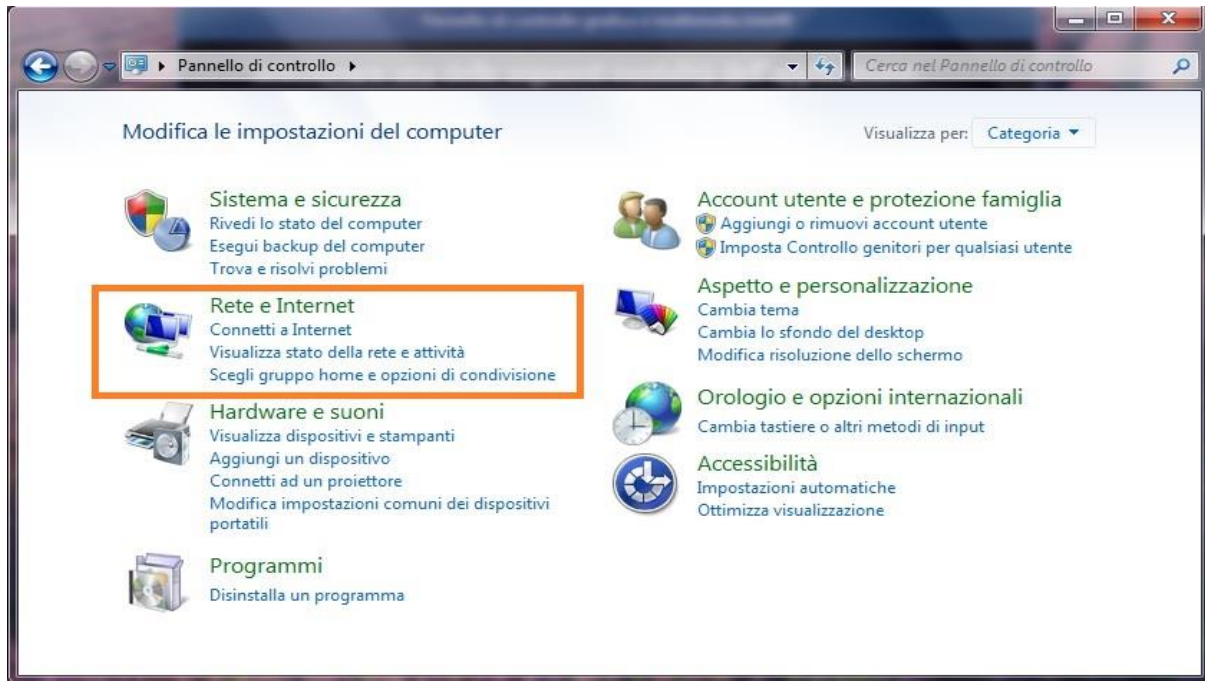 Pannello di controllo
Cerca nel Pannello di controllo
Modifica le impostazioni del computer
Visualizza per: Categoria
Sistema e sicurezza
Rivedi lo stato del computer
Esegui backup del computer
Trova e risolvi problemi
Rete e Internet
Connetti a Internet
Visualizza stato della rete e attività
Scegli gruppo home e opzioni di condivisione
Hardware e suoni
Visualizza dispositivi e stampanti
Aggiungi un dispositivo
Connetti ad un proiettore
Modifica impostazioni comuni dei dispositivi
portatili
Programmi
Disinstalla un programma
Account utente e protezione famiglia
Aggiungi o rimuovi account utente
Imposta Controllo genitori per qualsiasi utente
Aspetto e personalizzazione
Cambia tema
Cambia lo sfondo del desktop
Modifica risoluzione dello schermo
Orologio e opzioni internazionali
Cambia tastiere o altri metodi di input
Accessibilità
Impostazioni automatiche
Ottimizza visualizzazione